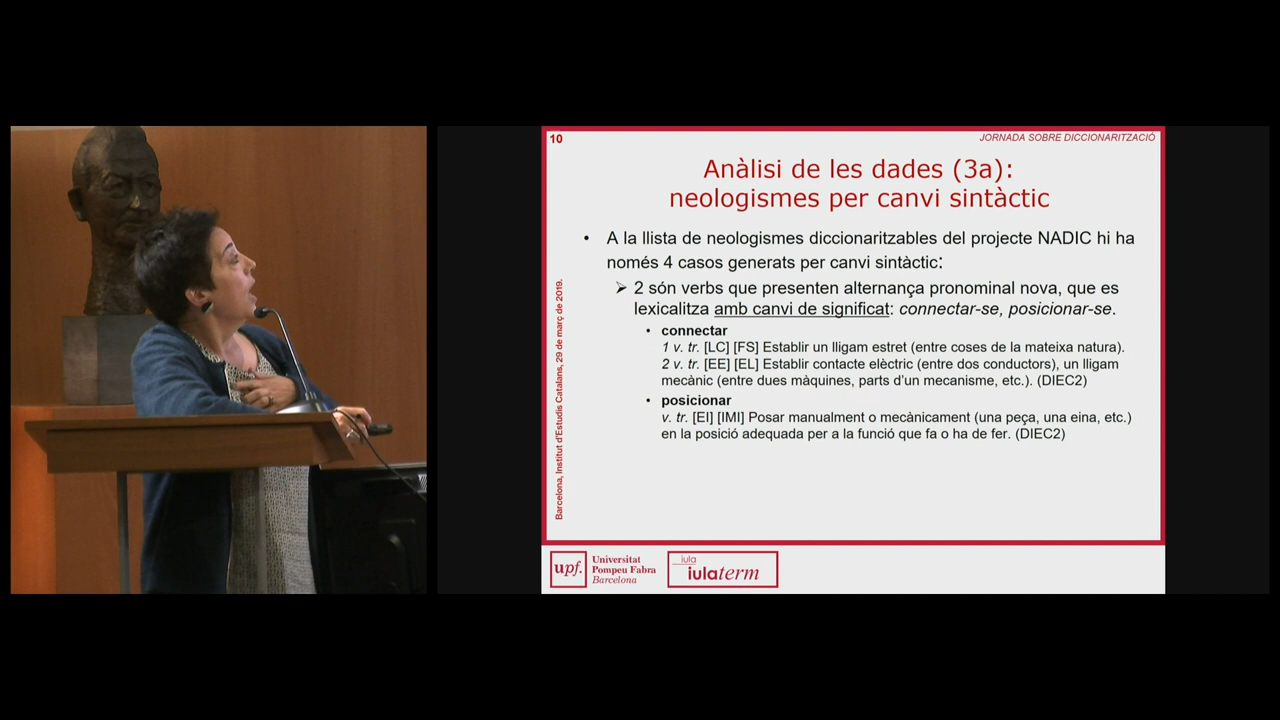 10
JORNADA SOBRE DICCIONARITZACIÓ
Anàlisi de les dades (3a):
neologismes per canvi sintàctic
• A la llista de neologismes diccionaritzables del projecte NADIC hi ha
només 4 casos generats per canvi sintàctic:
➢ 2 són verbs que presenten alternança pronominal nova, que es
lexicalitza amb canvi de significat: connectar-se, posicionar-se.
• connectar
1 v. tr. [LC] [FS] Establir un lligam estret (entre coses de la mateixa natura).
2 v. tr. [EE] [EL] Establir contacte elèctric (entre dos conductors), un lligam
mecànic (entre dues màquines, parts d'un mecanisme, etc.). (DIEC2)
• posicionar
v. tr. [EI] [IMI] Posar manualment o mecànicament (una peça, una eina, etc.)
en la posició adequada per a la funció que fa o ha de fer. (DIEC2)
Barcelona, Institut d'Estudis Catalans, 29 de març de 2019.
upf.
Universitat
Pompeu Fabra
Barcelona
iula
iulaterm